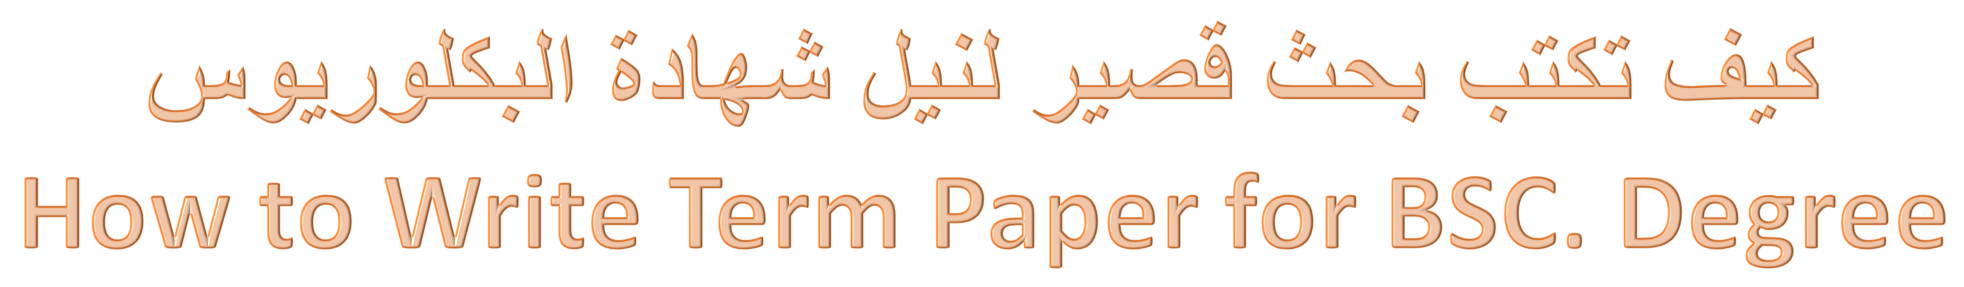 كيف تكتب بحث قصير لنيل شهادة البكلوريوس
How to Write Term Paper for BSC. Degree